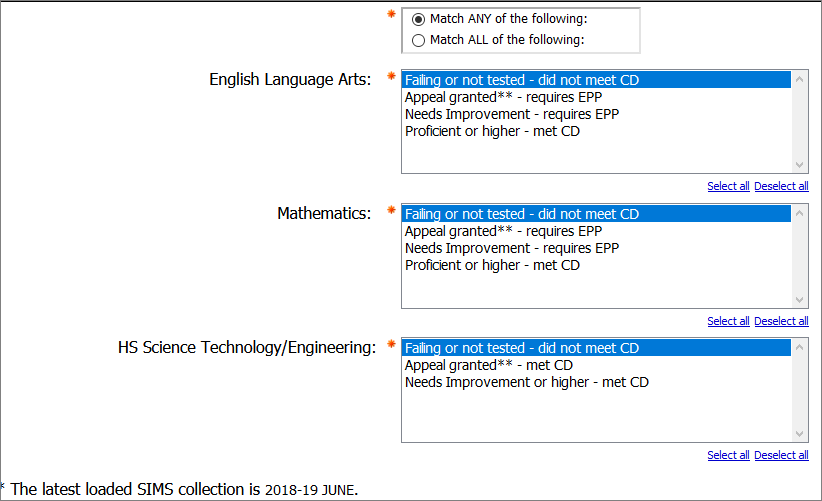 * Match ANY of the following:
Match ALL of the following:
English Language Arts: * Failing or not tested - did not meet CD
Appeal granted** - requires EPP
Needs Improvement - requires EPP
Proficient or higher - met CD
Select all Deselect all
Mathematics: * Failing or not tested - did not meet CD
Appeal granted** - requires EPP
Needs Improvement - requires EPP
Proficient or higher - met CD
Select all Deselect all
HS Science Technology/Engineering: * Failing or not tested - did not meet CD
Appeal granted** - met CD
Needs Improvement or higher - met CD
Select all Deselect all
* The latest loaded SIMS collection is 2018-19 JUNE.